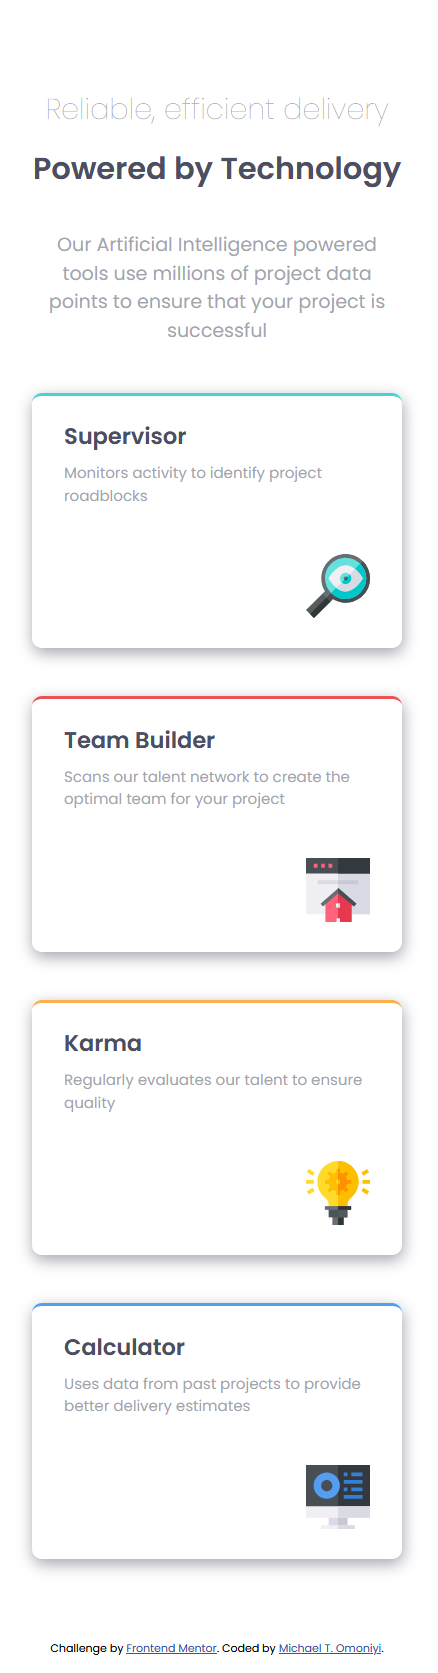 Reliable, efficient delivery
Powered by Technology
Our Artificial Intelligence powered
tools use millions of project data
points to ensure that your project is
successful
Supervisor
Monitors activity to identify project
roadblocks
Team Builder
Scans our talent network to create the
optimal team for your project
Karma
Regularly evaluates our talent to ensure
quality
Calculator
Uses data from past projects to provide
better delivery estimates
Challenge by Frontend Mentor. Coded by Michael T. Omoniyi.